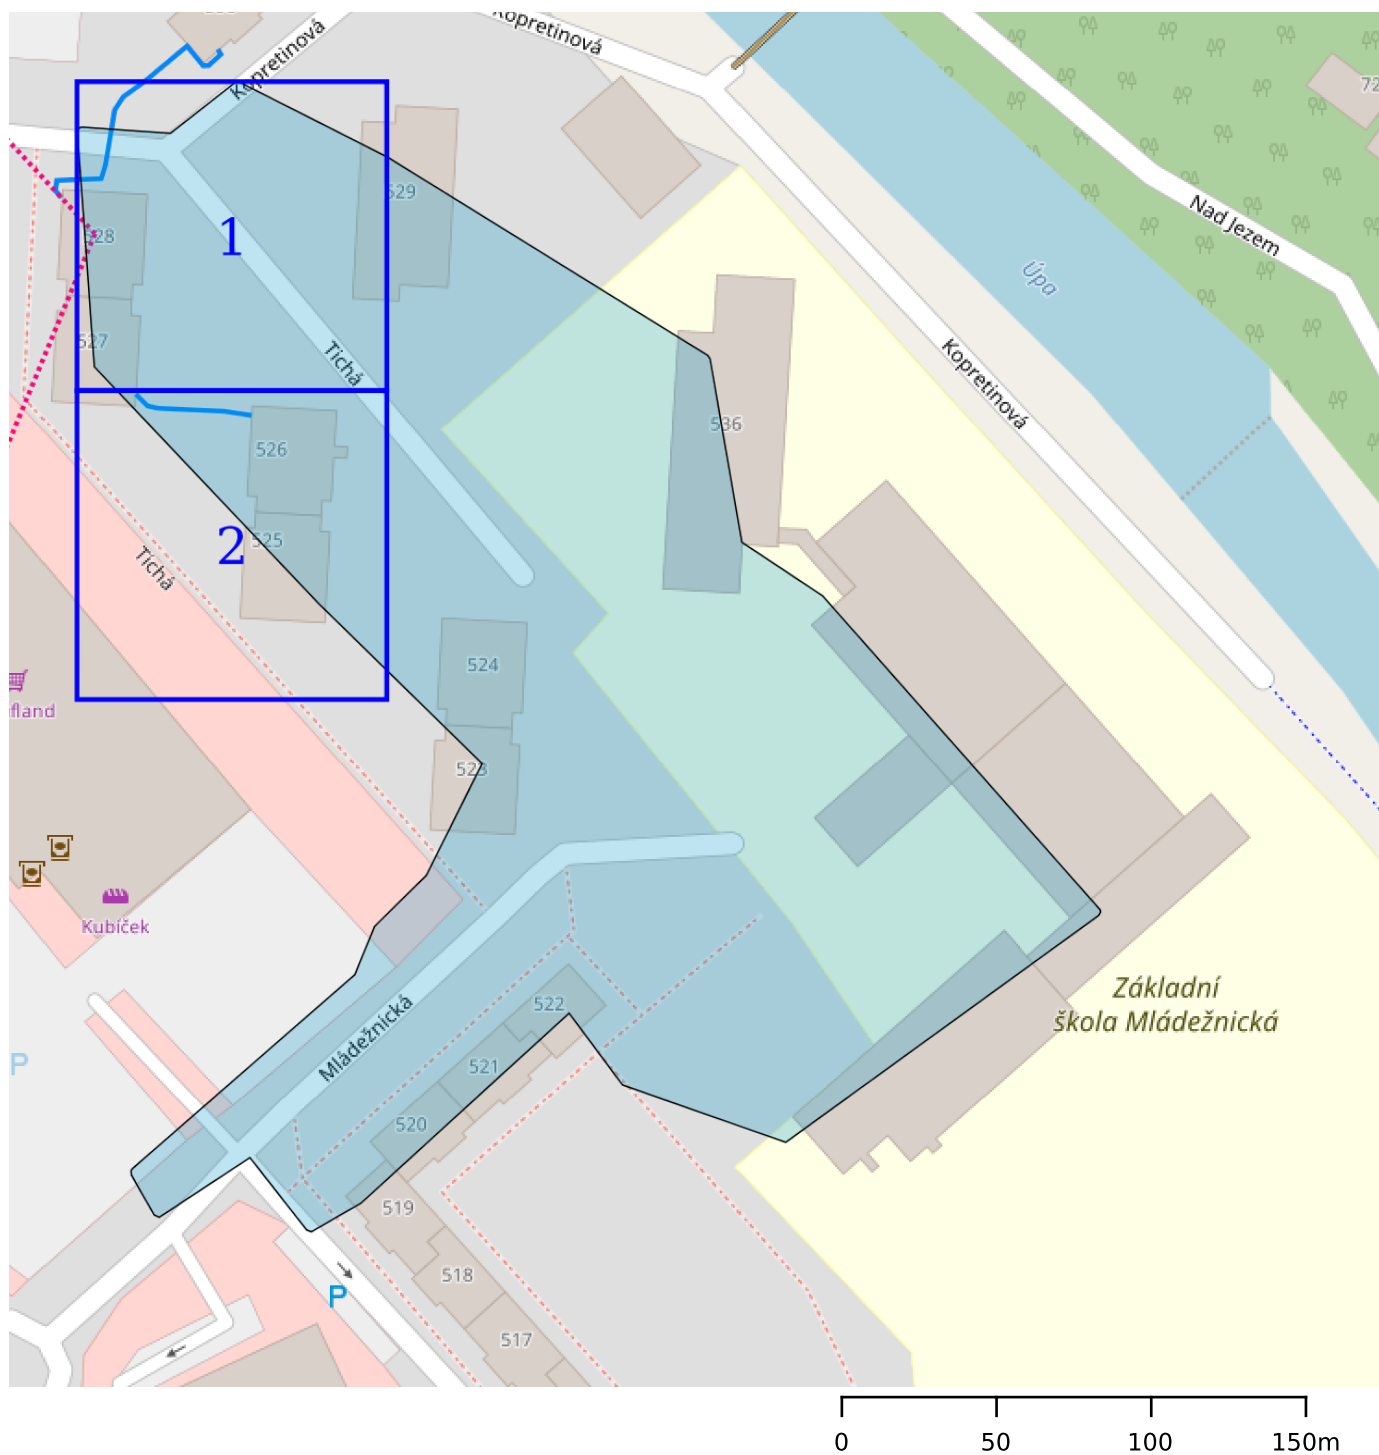 Kopretinová
Kopretinová
72
529
Nad Jezem
1
528
Úpa
527
Tichá
Kopretinová
536
526
2
525
Tichá
524
fland
523
Kubíček
Základní
škola Mládežnická
522
Mládežnická
P
521
520
519
518
P
517
0
50
100
150m